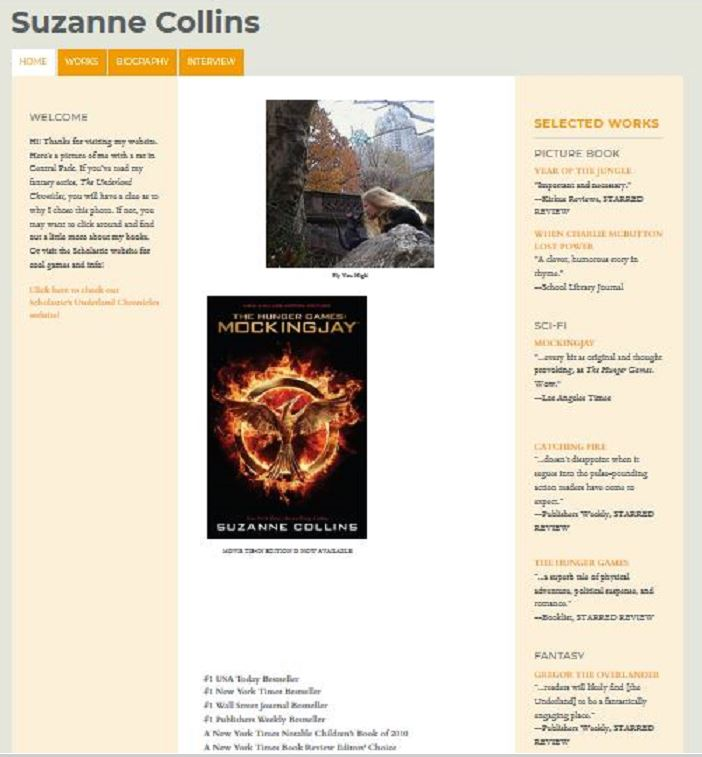 Suzanne Collins
HOME WORKS BIOGRAPHY INTERVIEW
WELCOME
Hi! Thanks for visiting my website.
Here's a picture of me with a rat in
Central Park. If you've read my
fantasy series, The Underland
Chronicles, you will have a clue as to
why I chose this photo. If not, you
may want to click around and find
out a little more about my books.
Or visit the Scholastic website for
cool games and info!
Click here to check out
Scholastic's Underland Chronicles
website!
THE HUNGER GAMES:
MOCKINGJAY
SUZANNE COLLINS
MOVIE TIE-IN EDITION IS NOW AVAILABLE
#1 USA Today Bestseller
#1 New York Times Bestseller
#1 Wall Street Journal Bestseller
#1 Publishers Weekly Bestseller
A New York Times Notable Children's Book of 2010
A New York Times Book Review Editors' Choice
SELECTED WORKS
PICTURE BOOK
YEAR OF THE JUNGLE
"Important and necessary."
—Kirkus Reviews, STARRED
REVIEW
WHEN CHARLIE MCBUTTON
LOST POWER
"A clever, humorous story in
rhyme."
—School Library Journal
SCI-FI
MOCKINGJAY
"...every bit as original and thought
provoking, as The Hunger Games.
Wow."
—Los Angeles Times
CATCHING FIRE
"...doesn't disappoint when it
segues into the pulse-pounding
action readers have come to
expect."
—Publishers Weekly, STARRED
REVIEW
THE HUNGER GAMES
"...a superb tale of physical
adventure, political suspense, and
romance."
—Booklist, STARRED REVIEW
FANTASY
GREGOR THE OVERLANDER
"...readers will likely find [the
Underland] to be a fantastically
engaging place."
—Publishers Weekly, STARRED
REVIEW